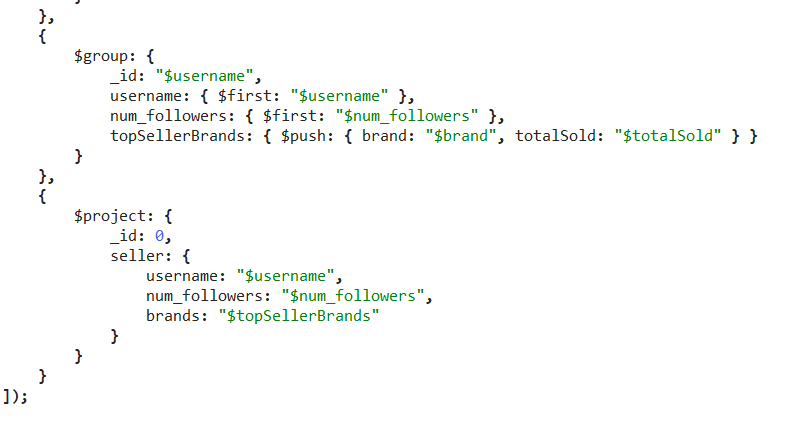 },
{
$group: {
_id: "$username",
username: { $first: "$username" },
num_followers: { $first: "$num_followers" },
topSellerBrands: { $push: { brand: "$brand", totalSold: "$totalSold" } }
}
},
{
$project: {
_id: 0,
seller: {
username: "$username",
num_followers: "$num_followers",
brands: "$topSellerBrands"
}
}
}
]);